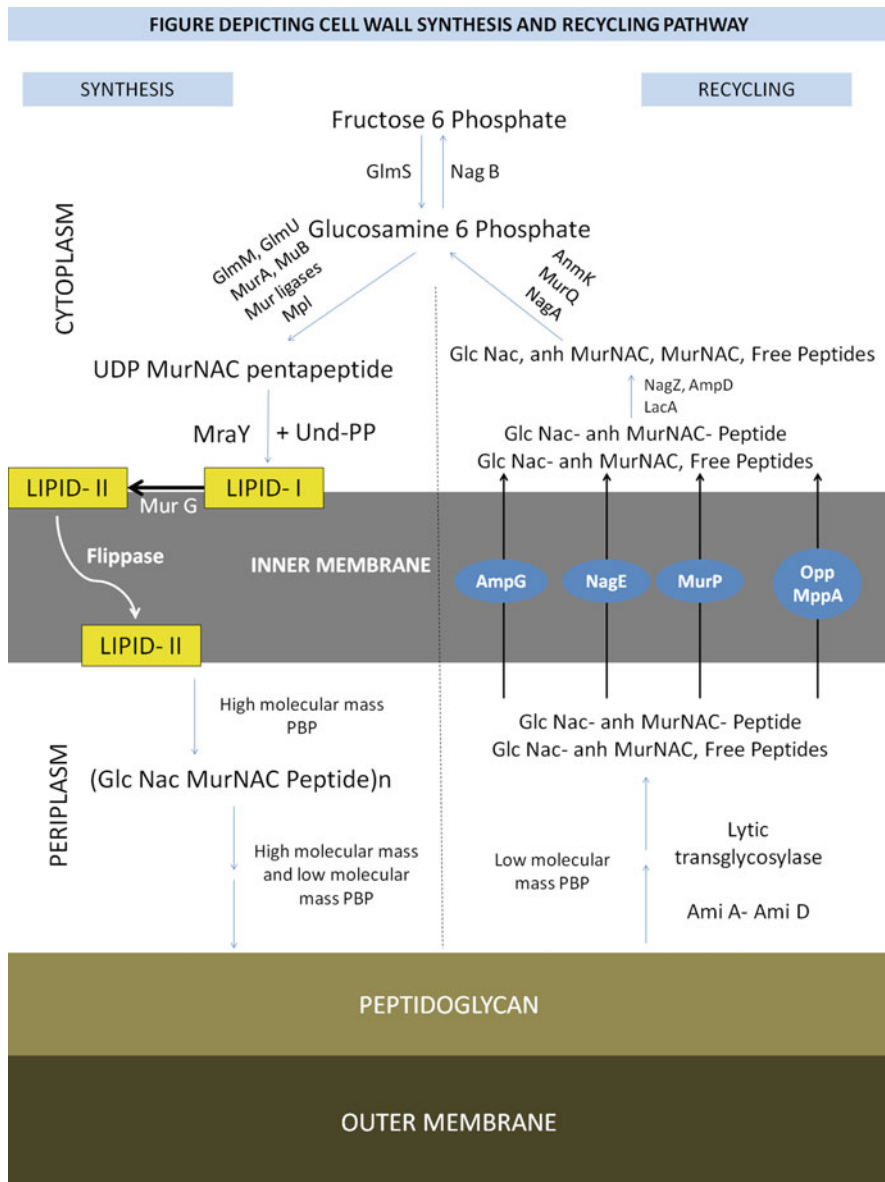 FIGURE DEPICTING CELL WALL SYNTHESIS AND RECYCLING PATHWAY
SYNTHESIS
RECYCLING
CYTOPLASM
Fructose 6 Phosphate
GlmS
Nag B
Glucosamine 6 Phosphate
GlmM, GlmU
MurA, MuB
Mur ligases
Mpl
AnmK
MurQ
NagA
UDP MurNAC pentapeptide
Glc Nac, anh MurNAC, MurNAC, Free Peptides
NagZ, AmpD
LacA
MraY
+ Und-PP
Glc Nac- anh MurNAC- Peptide
Glc Nac- anh MurNAC, Free Peptides
LIPID- II
Mur G
LIPID- I
Flippase
INNER MEMBRANE
AmpG
NagE
MurP
Opp
MppA
LIPID- II
PERIPLASM
High molecular mass
PBP
(Glc Nac MurNAC Peptide)n
High molecular mass
and low molecular
mass PBP
Glc Nac- anh MurNAC- Peptide
Glc Nac- anh MurNAC, Free Peptides
Low molecular
mass PBP
Lytic
transglycosylase
Ami A- Ami D
PEPTIDOGLYCAN
OUTER MEMBRANE